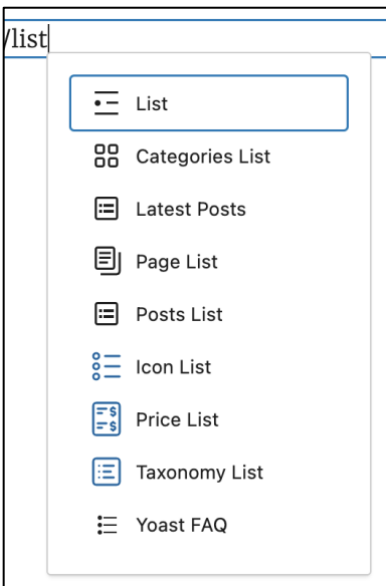 /list
List
Categories List
Latest Posts
Page List
Posts List
Icon List
Price List
Taxonomy List
Yoast FAQ